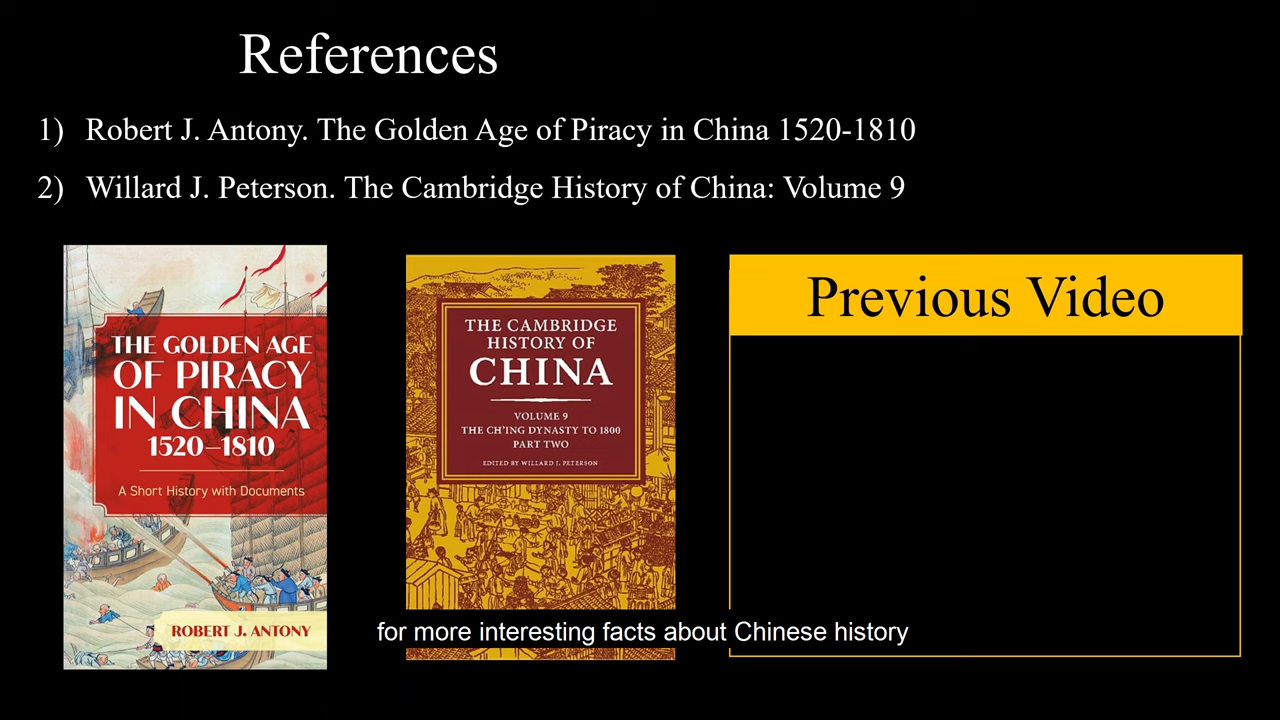 References
1) Robert J. Antony. The Golden Age of Piracy in China 1520-1810
2) Willard J. Peterson. The Cambridge History of China: Volume 9
THE GOLDEN AGE
OF PIRACY
IN CHINA
1520–1810
A Short History with Documents
ROBERT J. ANTONY
THE CAMBRIDGE
HISTORY OF
CHINA
VOLUME 9
THE CH'ING DYNASTY TO 1800
PART TWO
EDITED BY WILLARD J. PETERSON
Previous Video
for more interesting facts about Chinese history